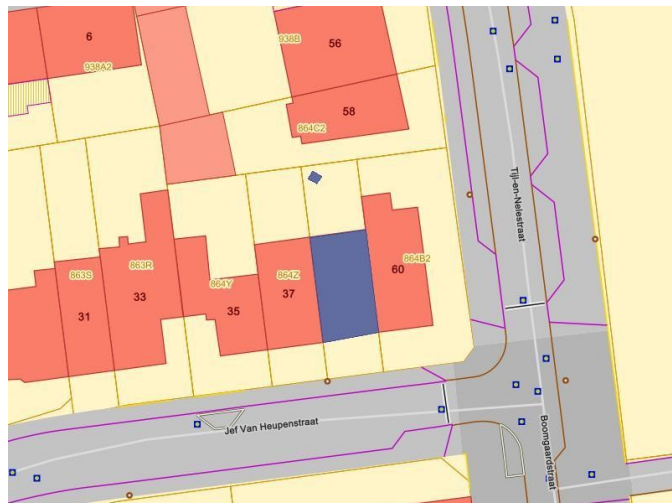 6
938A2
938B
56
58
864C2
Tijl-en-Nelestraat
863S
863R
864Y
864Z
864B2
31
33
35
37
60
Jef Van Heupenstraat
Boomgaardstraat